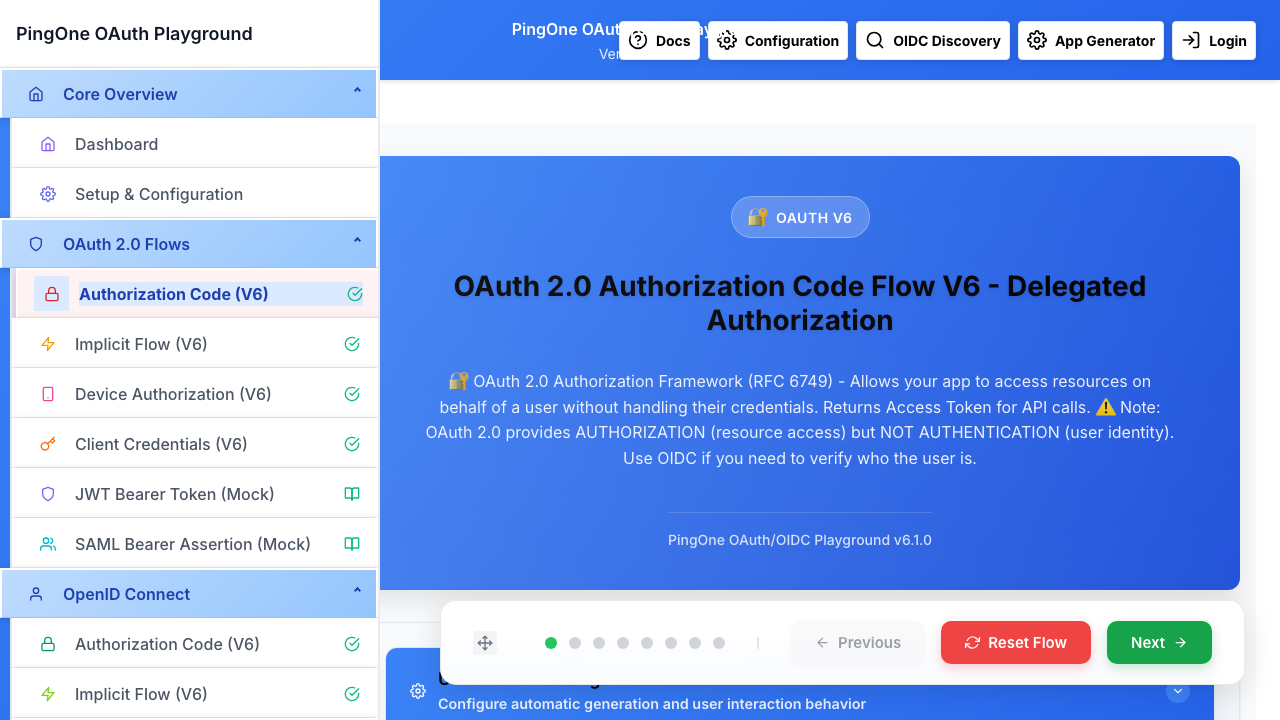 PingOne OAuth Playground
Core Overview
Dashboard
Setup & Configuration
OAuth 2.0 Flows
Authorization Code (V6)
Implicit Flow (V6)
Device Authorization (V6)
Client Credentials (V6)
JWT Bearer Token (Mock)
SAML Bearer Assertion (Mock)
OpenID Connect
Authorization Code (V6)
Implicit Flow (V6)
PingOne
Docs
Configuration
OIDC Discovery
App Generator
Login
🔐 OAUTH V6
OAuth 2.0 Authorization Code Flow V6 - Delegated
Authorization
🔐 OAuth 2.0 Authorization Framework (RFC 6749) - Allows your app to access resources on
behalf of a user without handling their credentials. Returns Access Token for API calls. ⚠️ Note:
OAuth 2.0 provides AUTHORIZATION (resource access) but NOT AUTHENTICATION (user identity).
Use OIDC if you need to verify who the user is.
PingOne OAuth/OIDC Playground v6.1.0
Previous
Reset Flow
Next
Configure automatic generation and user interaction behavior